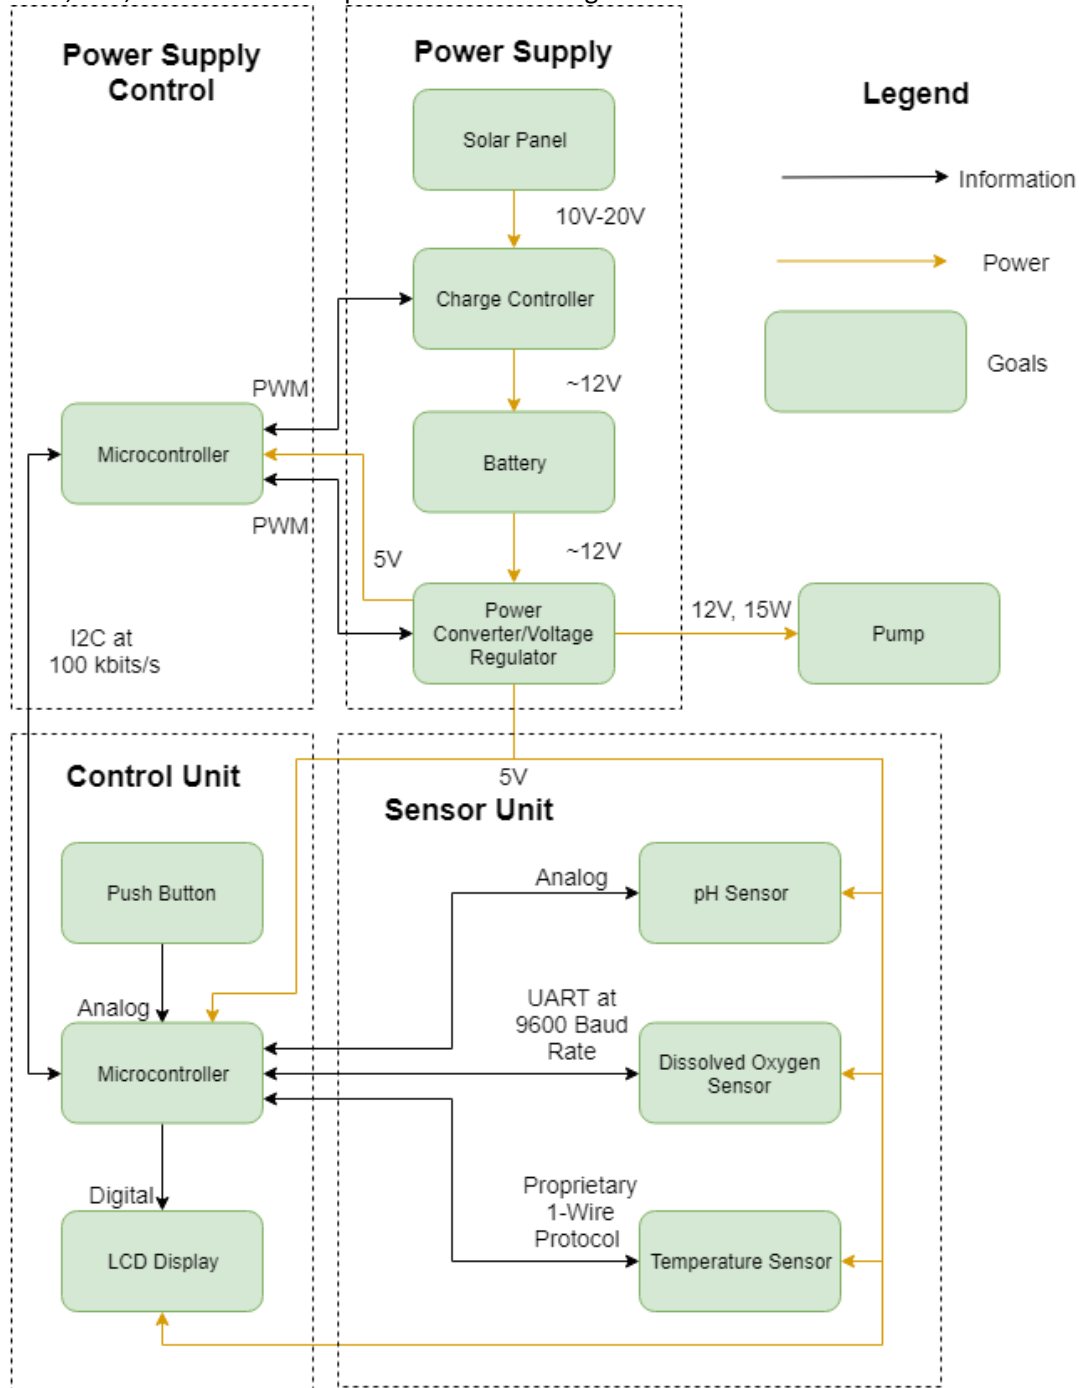 Power Supply
Control
Power Supply
Legend
Solar Panel
Information
10V-20V
Power
Charge Controller
Goals
~12V
PWM
Microcontroller
Battery
PWM
5V
~12V
Power
Converter/Voltage
Regulator
12V, 15W
Pump
I2C at
100 kbits/s
Control Unit
5V
Sensor Unit
Push Button
Analog
pH Sensor
Analog
UART at
9600 Baud
Rate
Microcontroller
Dissolved Oxygen
Sensor
Digital
Proprietary
1-Wire
Protocol
LCD Display
Temperature Sensor